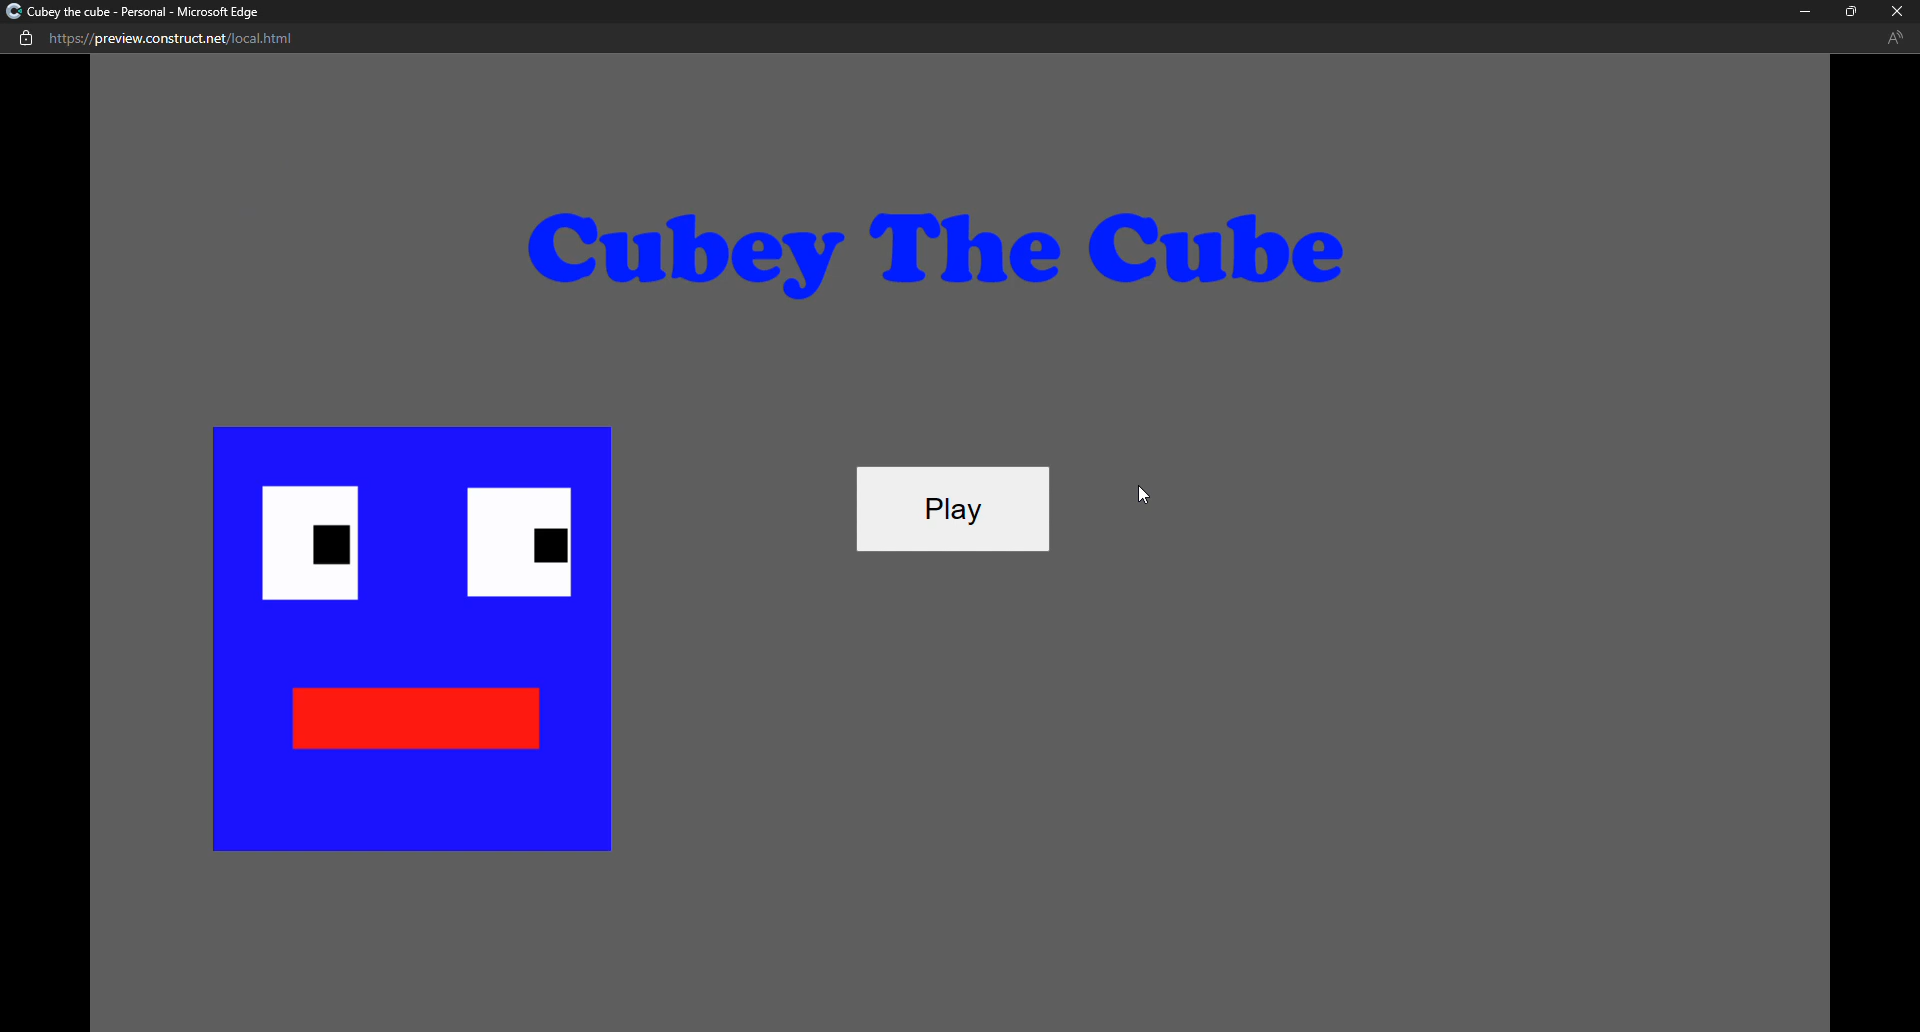 Cubey the cube - Personal - Microsoft Edge
https://preview.construct.net/local.html
Cubey The Cube
Play